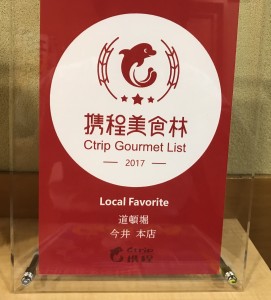 携程美食林
Ctrip Gourmet List
2017
Local Favorite
道頓堀
今井 本店
Ctrip
携程